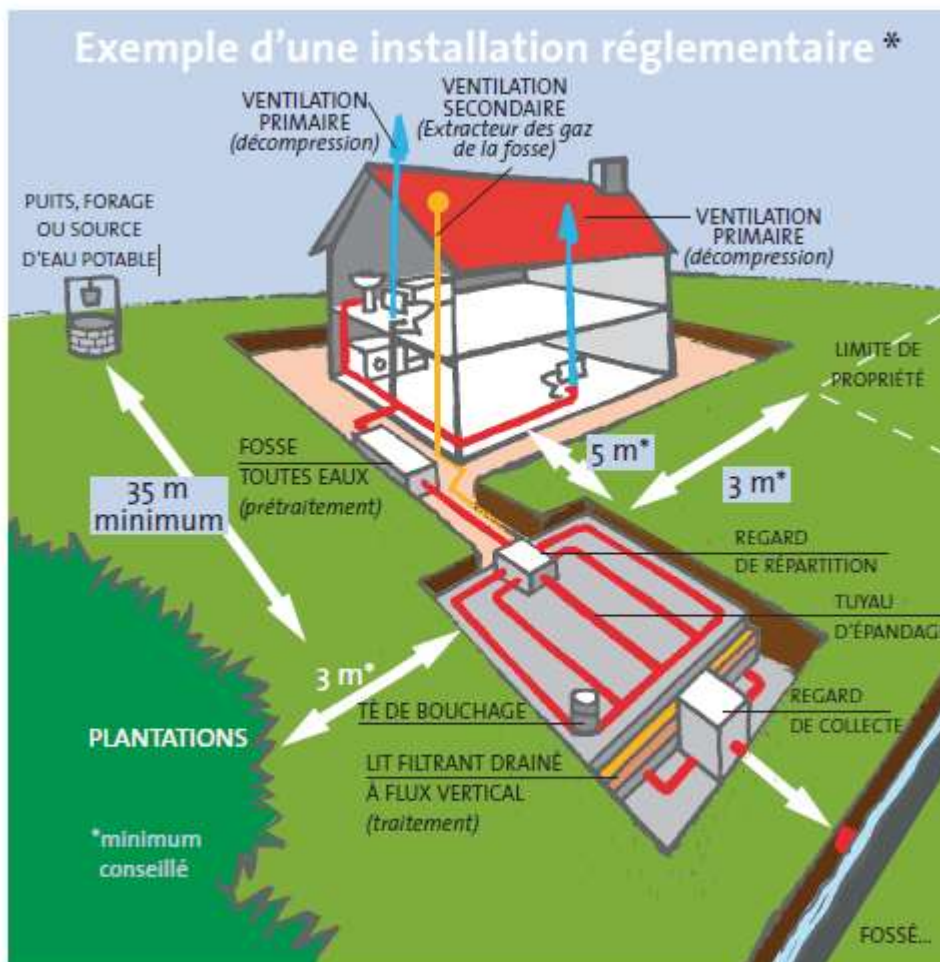 Exemple d'une installation réglementaire *
VENTILATION
PRIMAIRE
(décompression)
VENTILATION
SECONDAIRE
(Extracteur des gaz
de la fosse)
PUITS, FORAGE
OU SOURCE
D'EAU POTABLE
VENTILATION
PRIMAIRE
(décompression)
LIMITE DE
PROPRIÉTÉ
FOSSE
TOUTES EAUX
(prétraitement)
5 m*
3 m*
35 m
minimum
REGARD
DE RÉPARTITION
TUYAU
D'ÉPANDAG
3 m*
TÉ DE BOUCHAGE
REGARD
DE COLLECTE
PLANTATIONS
LIT FILTRANT DRAINÉ
À FLUX VERTICAL
(traitement)
*minimum
conseillé
FOSSÉ...